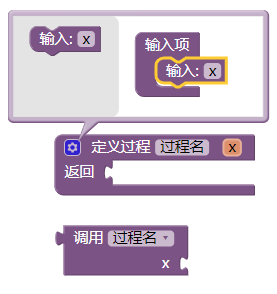 输入: x
输入项
输入: x
定义过程 过程名 x
返回
调用 过程名
x